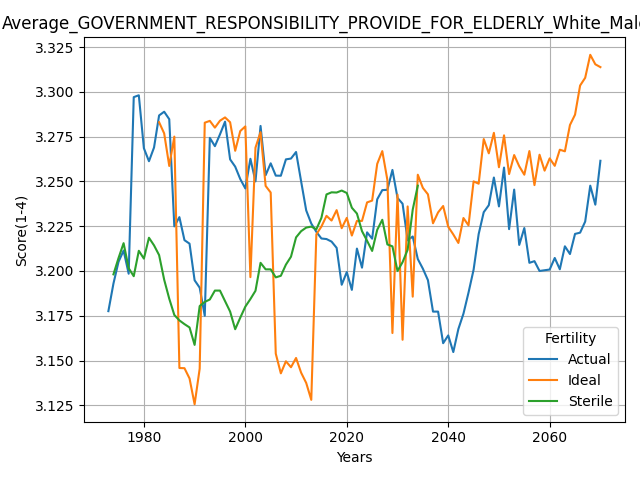 Average_GOVERNMENT_RESPONSIBILITY_PROVIDE_FOR_ELDERLY_White_Male
Score(1-4)
3.325
3.300
3.275
3.250
3.225
3.200
3.175
3.150
3.125
1980
2000
2020
2040
2060
Years
Fertility
Actual
Ideal
Sterile